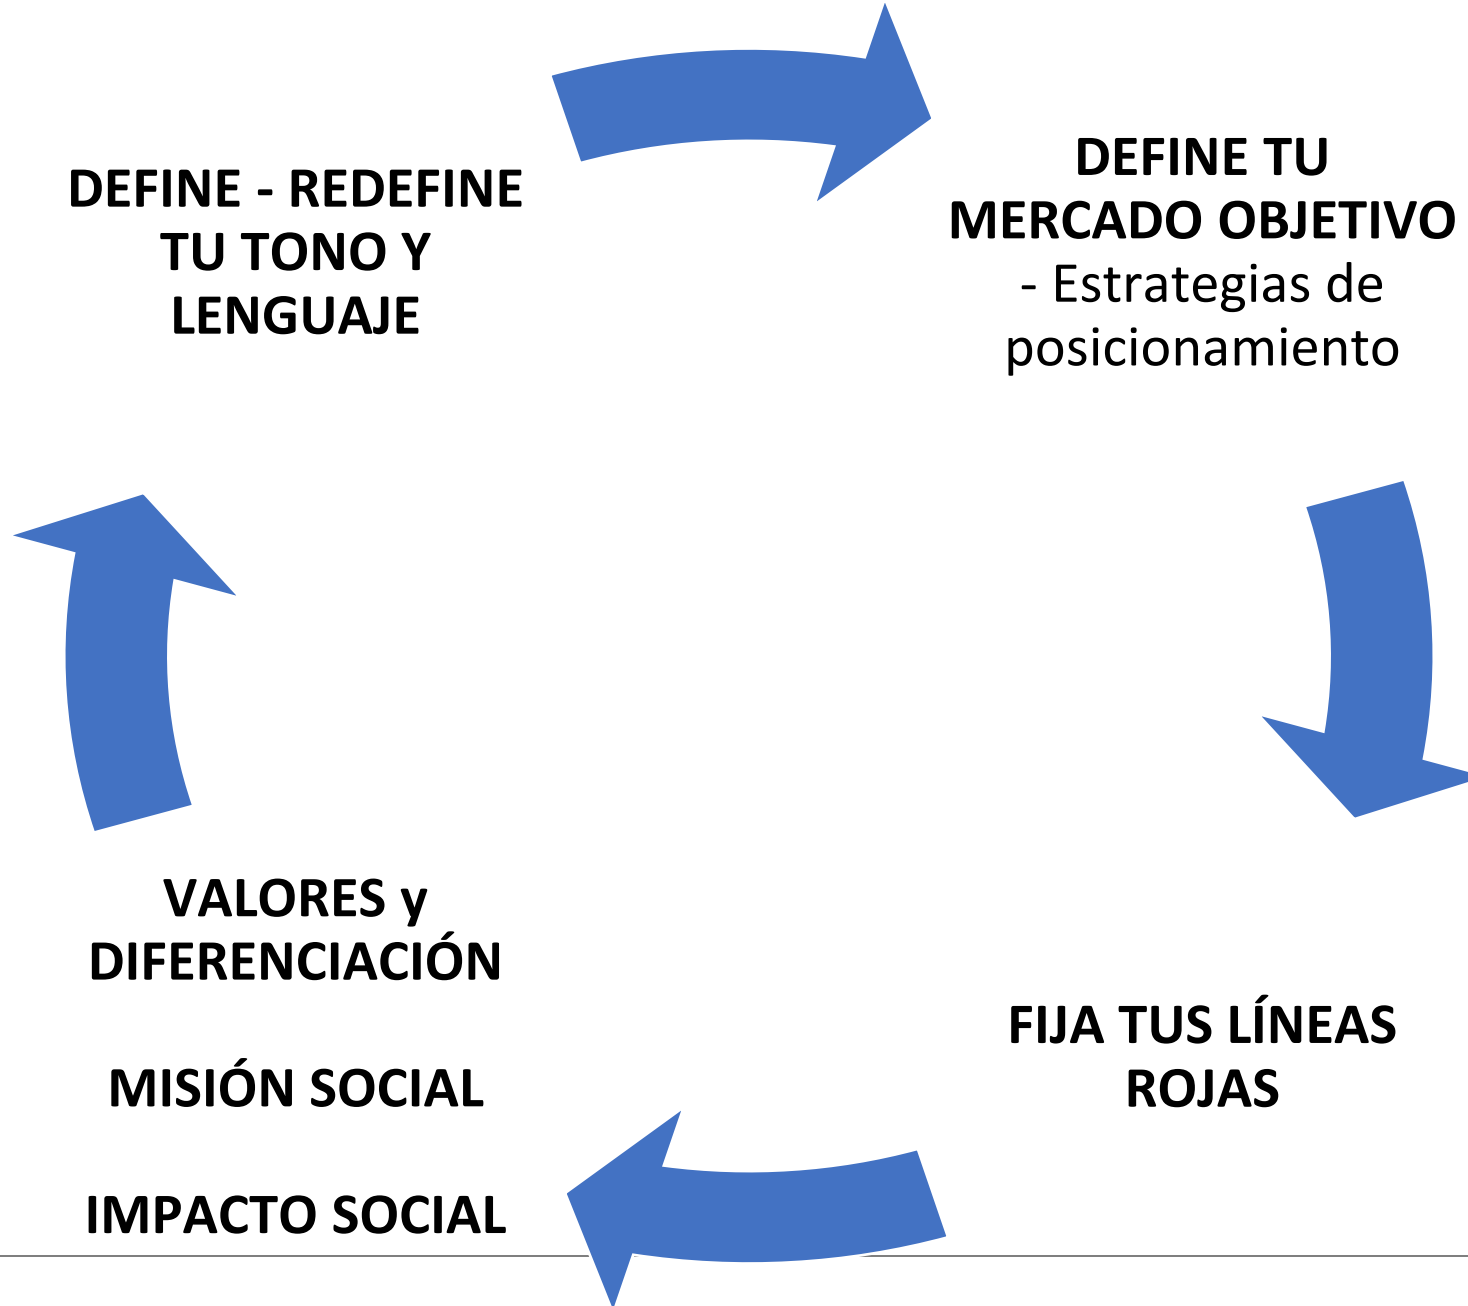 DEFINE - REDEFINE
TU TONO Y
LENGUAJE
DEFINE TU
MERCADO OBJETIVO
- Estrategias de
posicionamiento
FIJA TUS LÍNEAS
ROJAS
VALORES y
DIFERENCIACIÓN
MISIÓN SOCIAL
IMPACTO SOCIAL